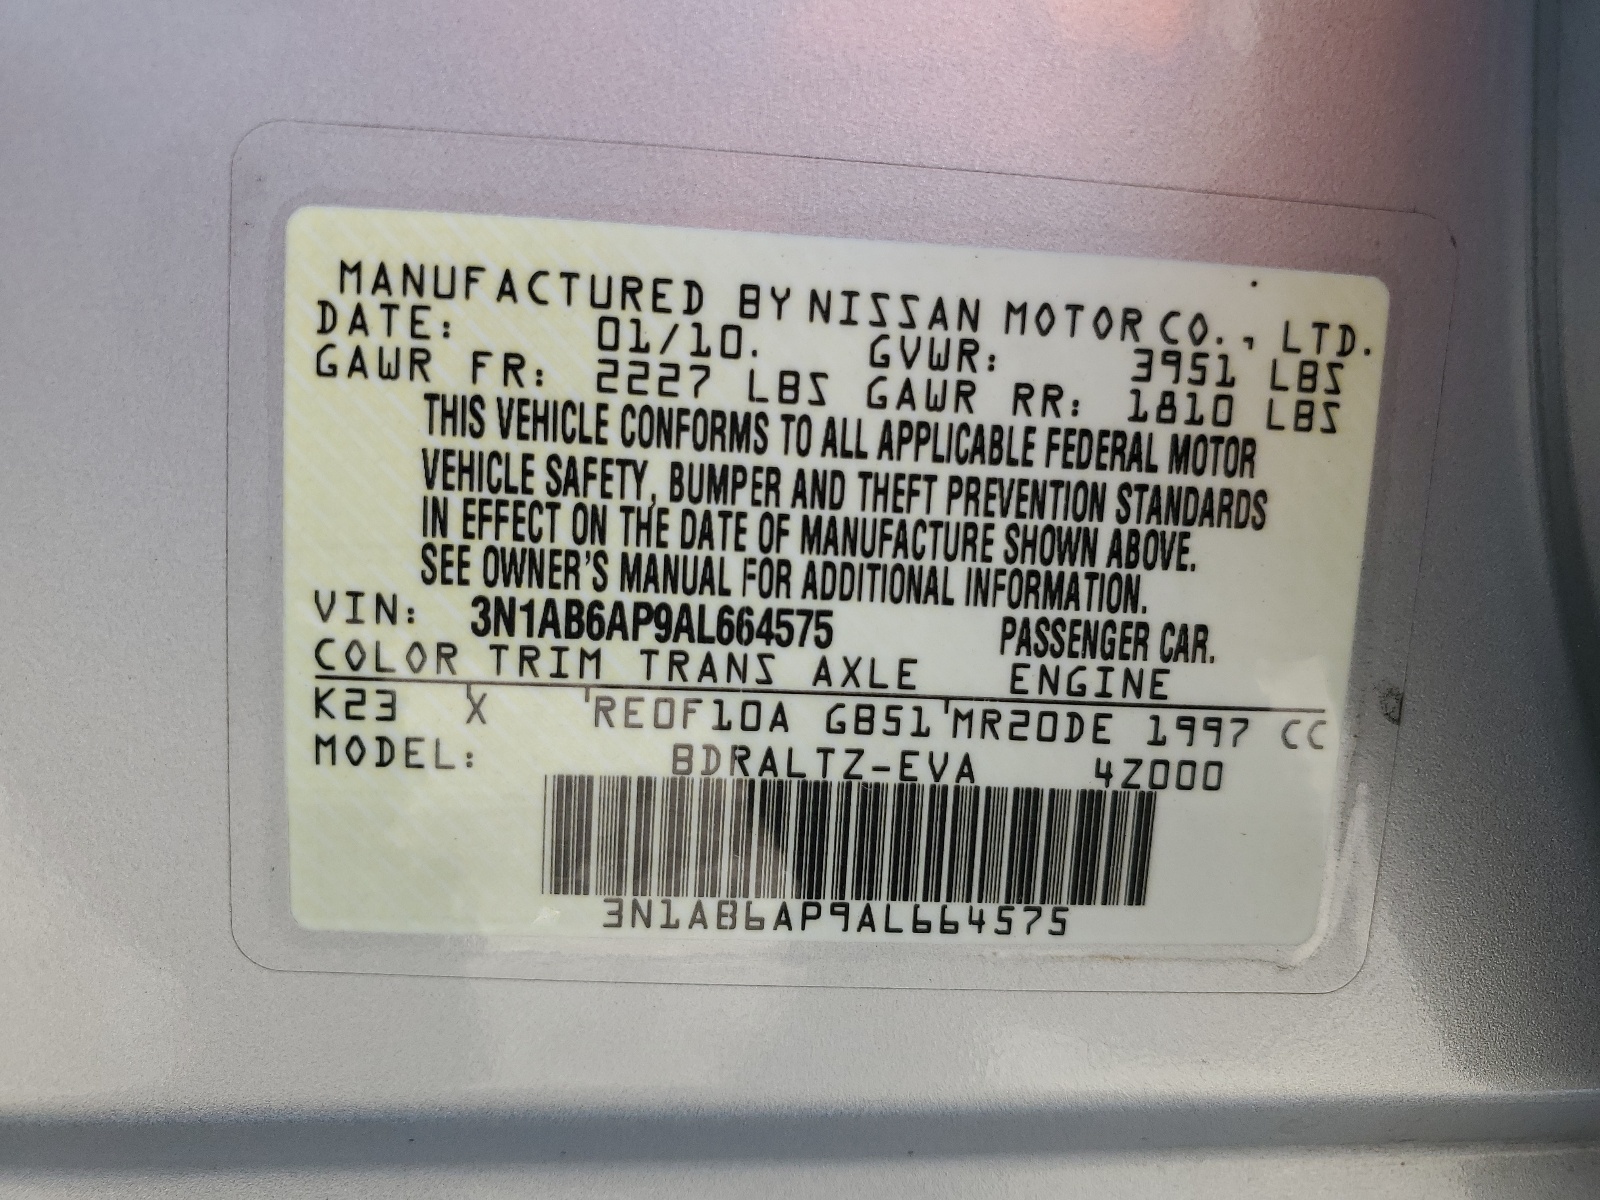 MANUFACTURED BY NISSAN MOTOR CO., LTD.
DATE: 01/10. GVWR: 3951 LBS
GAWR FR: 2227 LBS GAWR RR: 1810 LBS
THIS VEHICLE CONFORMS TO ALL APPLICABLE FEDERAL MOTOR
VEHICLE SAFETY, BUMPER AND THEFT PREVENTION STANDARDS
IN EFFECT ON THE DATE OF MANUFACTURE SHOWN ABOVE.
SEE OWNER'S MANUAL FOR ADDITIONAL INFORMATION.
VIN: 3N1AB6AP9AL664575 PASSENGER CAR.
COLOR TRIM TRANS AXLE ENGINE
K23 X RE0F10A GB51 MR20DE 1997 CC
MODEL: BDRALTZ-EVA 4Z000
3N1AB6AP9AL664575